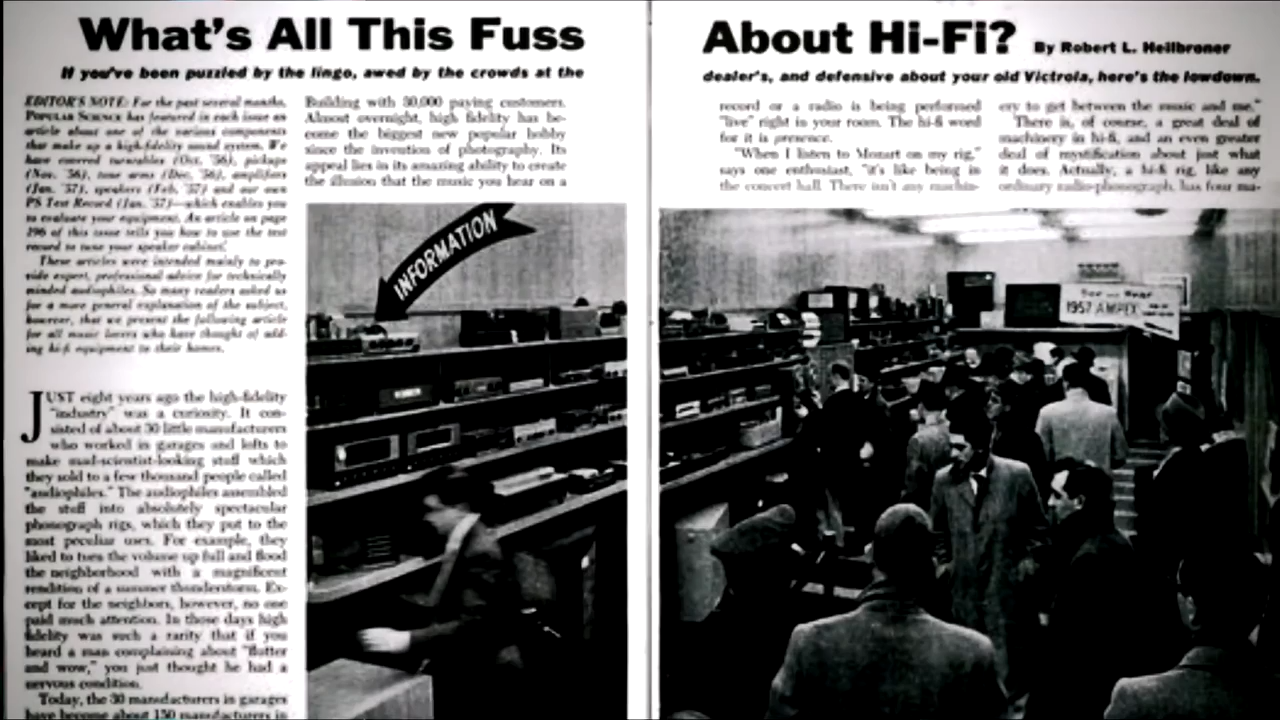 What's All This Fuss
About Hi-Fi?
By Robert L. Heilbroner
If you've been puzzled by the lingo, awed by the crowds at the
dealer's, and defensive about your old Victrola, here's the lowdown.
EDITOR'S NOTE: For the past several months,
POPULAR SCIENCE has featured in each issue an
article about one of the various components
that make up a high-fidelity sound system. We
have covered turntables (Oct. '56), pickups
(Nov. '56), tone arms (Dec. '56), amplifiers
(Jan. '57), speakers (Feb. '57) and our own
PS Test Record (Jan. '57)—which enables you
to evaluate your equipment. An article on page
196 of this issue tells you how to use the test
record to tune your speaker cabinet.
These articles were intended mainly to pro-
vide expert, professional advice for technically
minded audiophiles. So many readers asked us
for a more general explanation of the subject,
however, that we present the following article
for all music lovers who have thought of add-
ing hi-fi equipment to their homes.
JUST eight years ago the high-fidelity
"industry" was a curiosity. It con-
sisted of about 30 little manufacturers
who worked in garages and lofts to
make mad-scientist-looking stuff which
they sold to a few thousand people called
"audiophiles." The audiophiles assembled
the stuff into absolutely spectacular
phonograph rigs, which they put to the
most peculiar uses. For example, they
liked to turn the volume up full and flood
the neighborhood with a magnificent
rendition of a summer thunderstorm. Ex-
cept for the neighbors, however, no one
paid much attention. In those days high
fidelity was such a rarity that if you
heard a man complaining about "flutter
and wow," you just thought he had a
nervous condition.
Today, the 30 manufacturers in garages
have become about 150 manufacturers in
Building with 30,000 paying customers.
Almost overnight, high fidelity has be-
come the biggest new popular hobby
since the invention of photography. Its
appeal lies in its amazing ability to create
the illusion that the music you hear on a
record or a radio is being performed
"live" right in your room. The hi-fi word
for it is presence.
"When I listen to Mozart on my rig,"
says one enthusiast, "it's like being in
the concert hall. There isn't any machin-
ery to get between the music and me."
There is, of course, a great deal of
machinery in hi-fi, and an even greater
deal of mystification about just what
it does. Actually, a hi-fi rig, like any
ordinary radio-phonograph, has four ma-
INFORMATION
See and Hear
1957 AMPEX